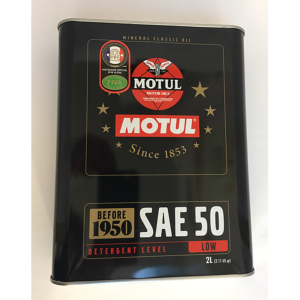 MINERAL CLASSIC OIL
FIVA
MOTUL
MOTOR OILS
MOTUL
Since 1853
BEFORE
1950
SAE 50
DETERGENT LEVEL
LOW
2L